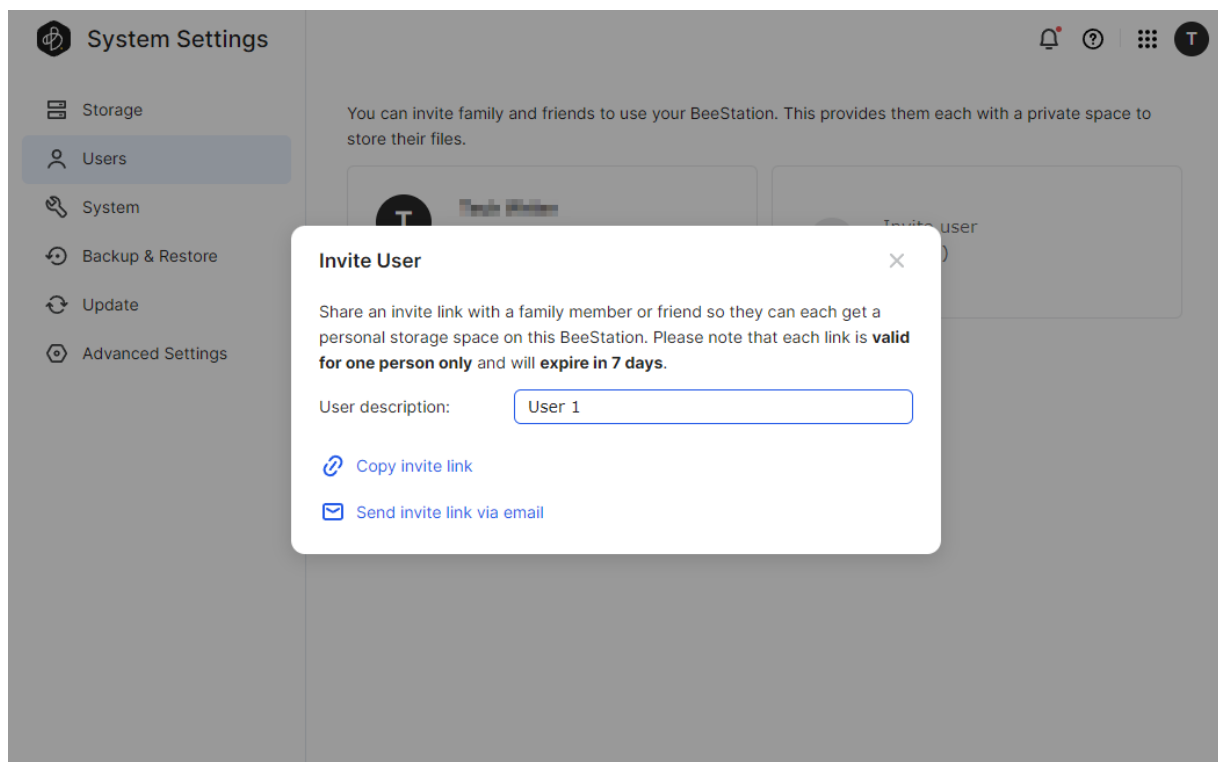 System Settings
T
Storage
Users
System
Backup & Restore
Update
Advanced Settings
You can invite family and friends to use your BeeStation. This provides them each with a private space to
store their files.
T
Invite user
)
Invite User
Share an invite link with a family member or friend so they can each get a
personal storage space on this BeeStation. Please note that each link is valid
for one person only and will expire in 7 days.
User description:
User 1
Copy invite link
Send invite link via email